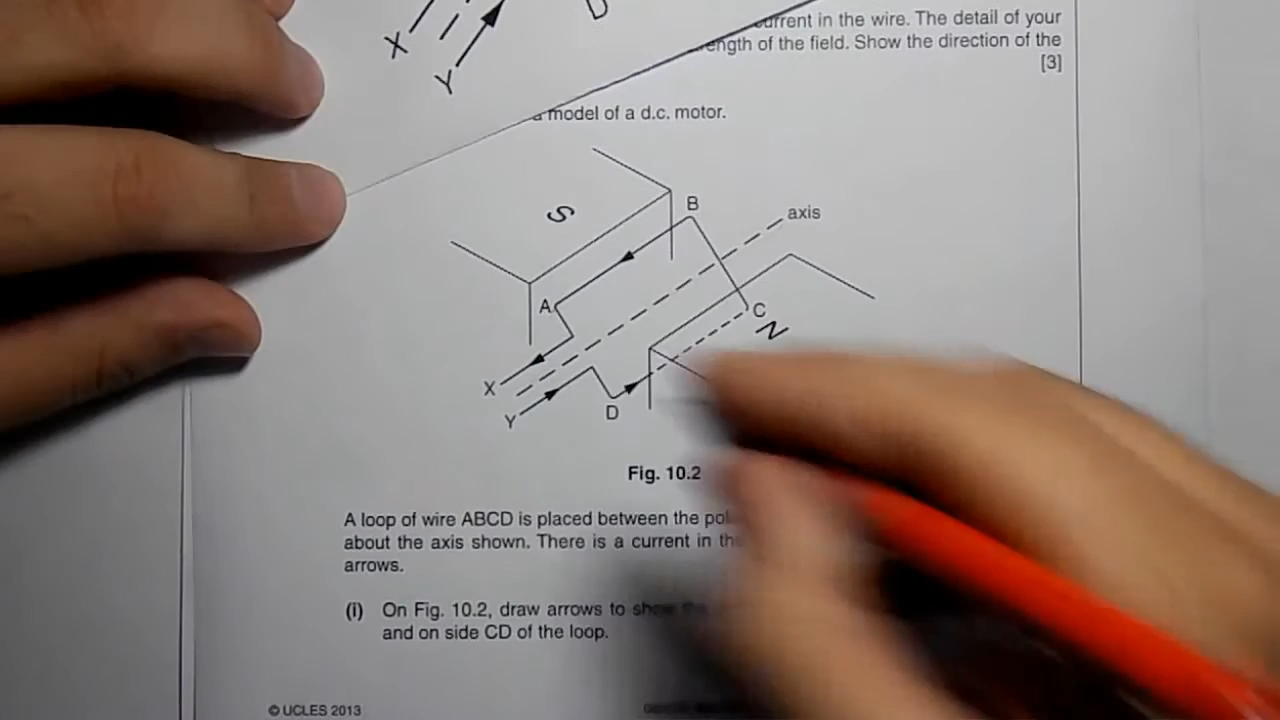 X
Y
D
current in the wire. The detail of your
ength of the field. Show the direction of the
[3]
a model of a d.c. motor.
S
B
axis
A
C
N
X
D
Y
Fig. 10.2
A loop of wire ABCD is placed between the
about the axis shown. There is a current in
arrows.
(i) On Fig. 10.2, draw arrows to show
and on side CD of the loop.
© UCLES 2013